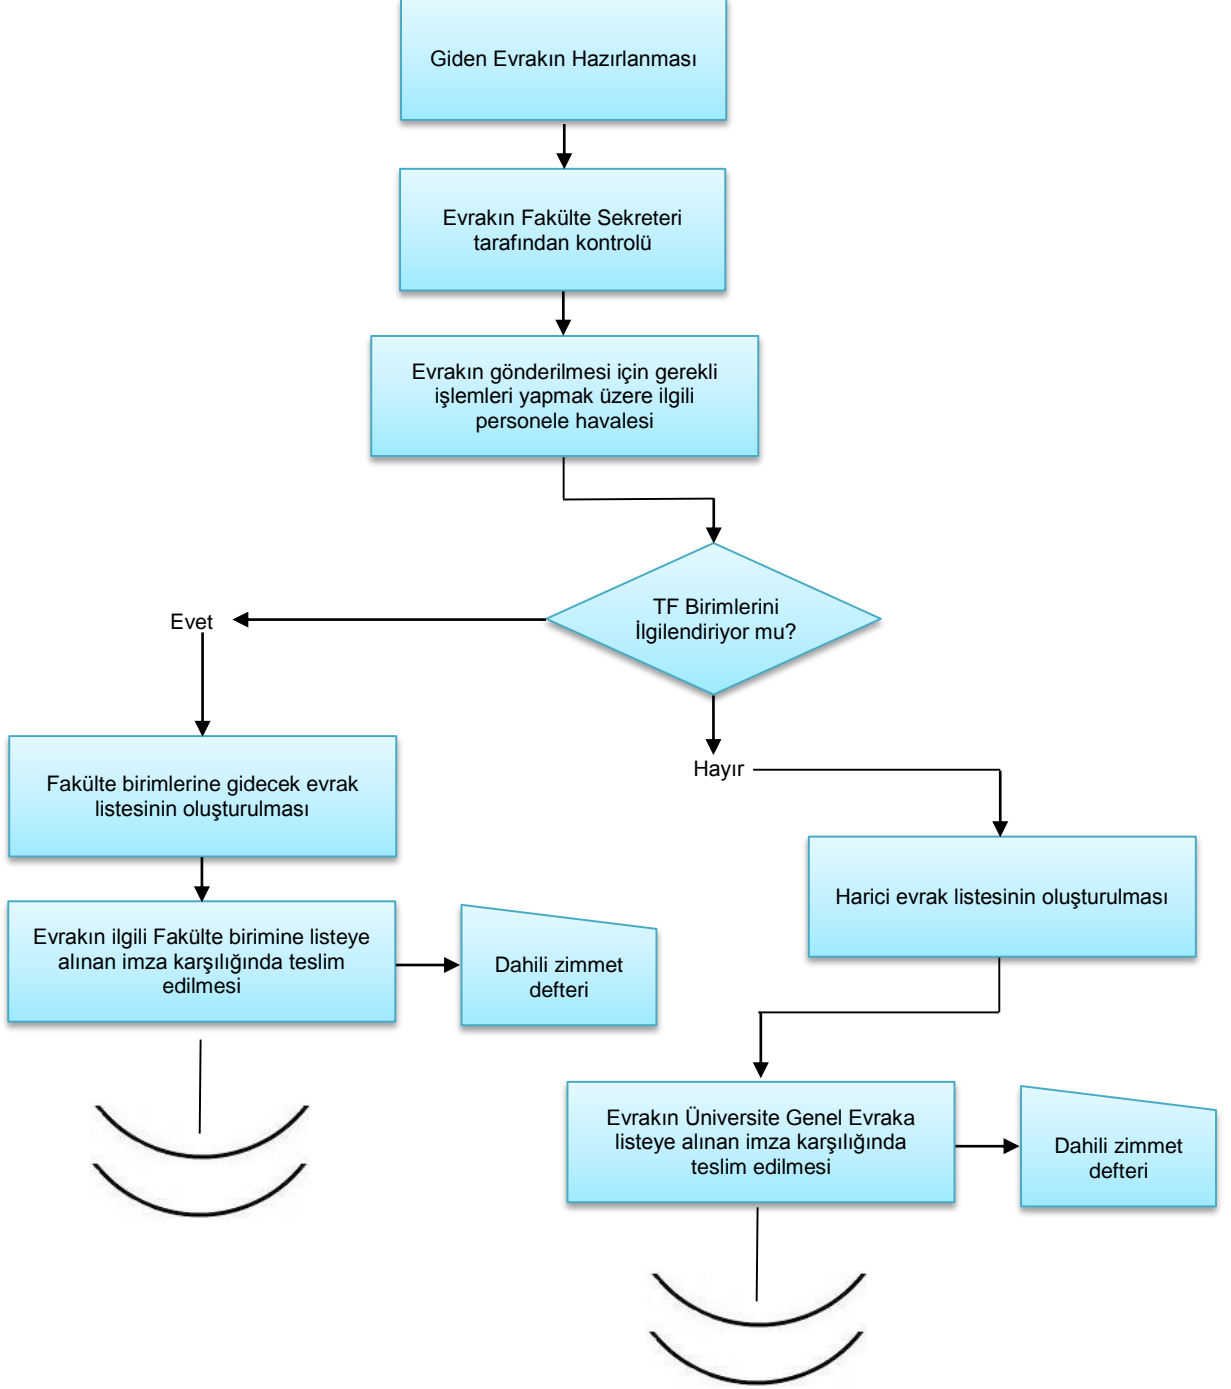 Giden Evrakın Hazırlanması
Evrakın Fakülte Sekreteri
tarafından kontrolü
Evrakın gönderilmesi için gerekli
işlemleri yapmak üzere ilgili
personele havalesi
TF Birimlerini
İlgilendiriyor mu?
Evet
Hayır
Fakülte birimlerine gidecek evrak
listesinin oluşturulması
Harici evrak listesinin oluşturulması
Evrakın ilgili Fakülte birimine listeye
alınan imza karşılığında teslim
edilmesi
Dahili zimmet
defteri
Evrakın Üniversite Genel Evraka
listeye alınan imza karşılığında
teslim edilmesi
Dahili zimmet
defteri